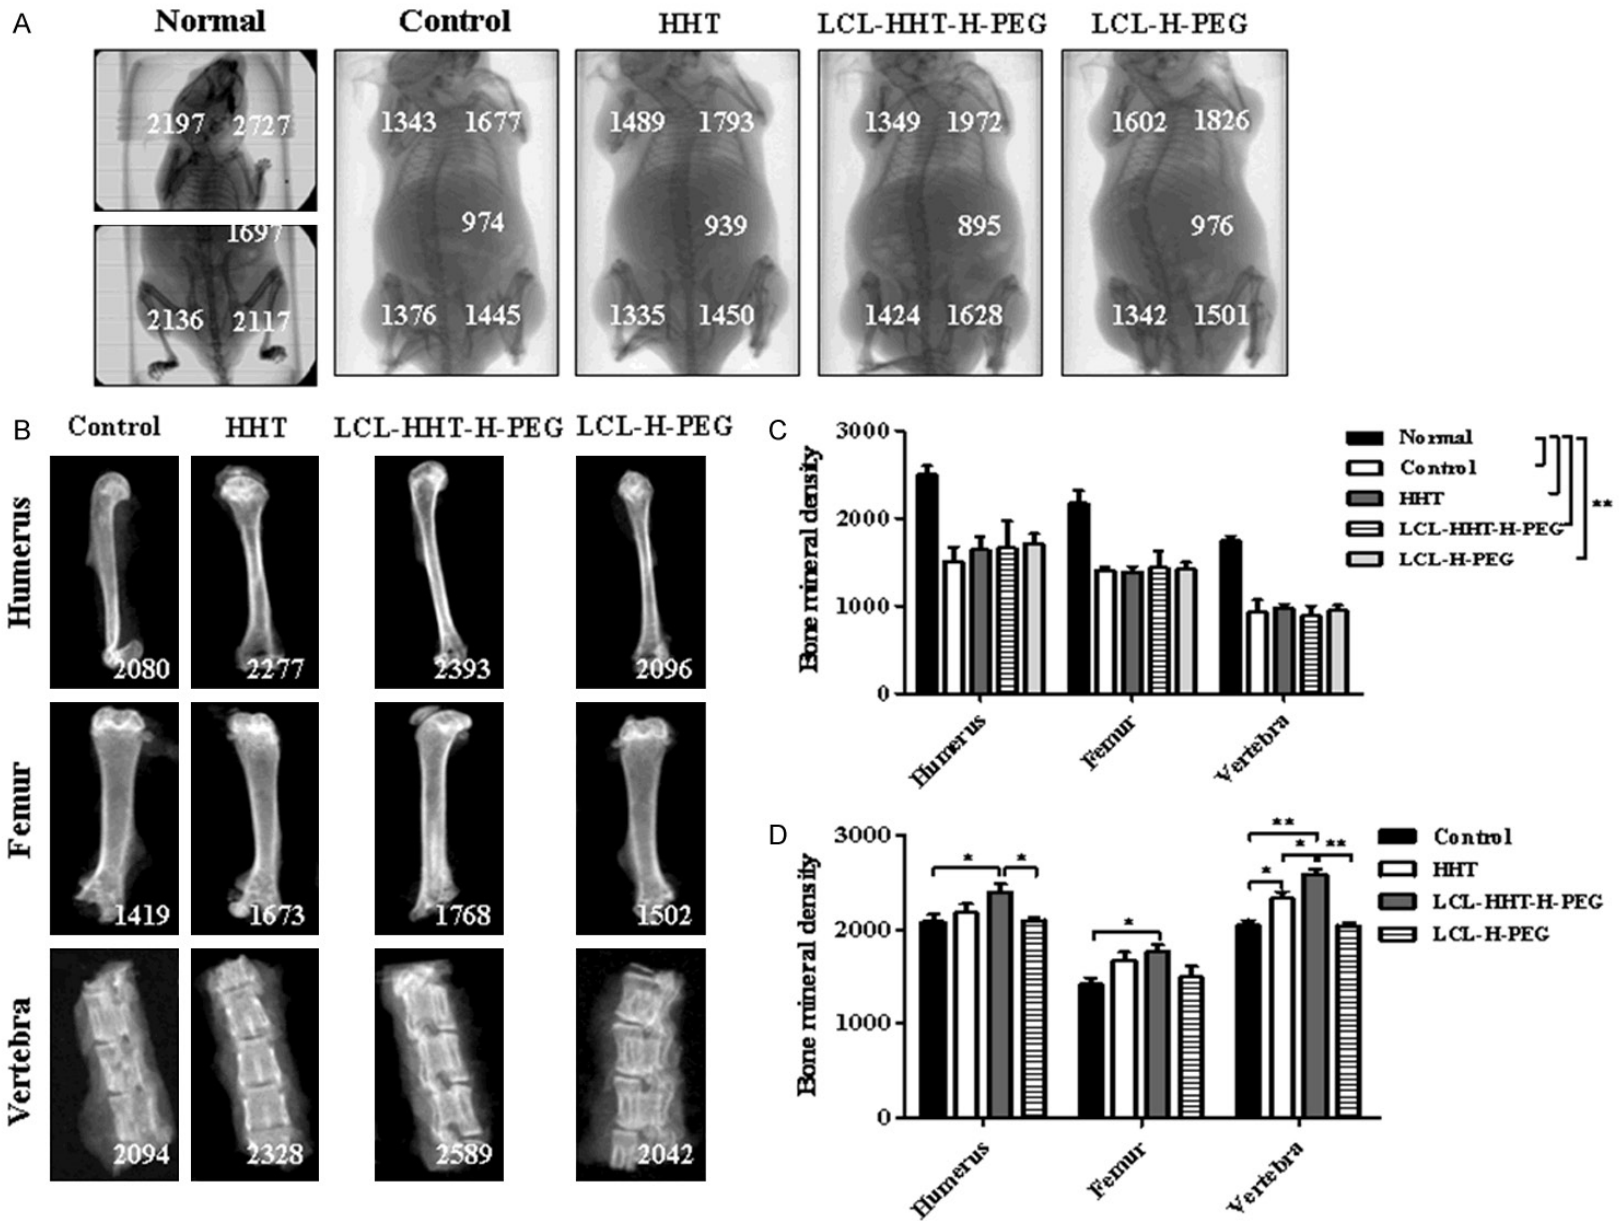 A
Normal Control HHT LCL-HHT-H-PEG LCL-H-PEG
2197 2727 1343 1677 1489 1793 1349 1972 1602 1826
1697 974 939 895 976
2136 2117 1376 1445 1335 1450 1424 1628 1342 1501
B
Control HHT LCL-HHT-H-PEG LCL-H-PEG
Humerus
2080 2277 2393 2096
Femur
1419 1673 1768 1502
Vertebra
2094 2328 2589 2042
C
Bone mineral density
3000
2000
1000
0
Humerus Femur Vertebra
Normal
Control
HHT
LCL-HHT-H-PEG
LCL-H-PEG
**
D
Bone mineral density
3000
2000
1000
0
* *
*
**
* **
*
Humerus Femur Vertebra
Control
HHT
LCL-HHT-H-PEG
LCL-H-PEG